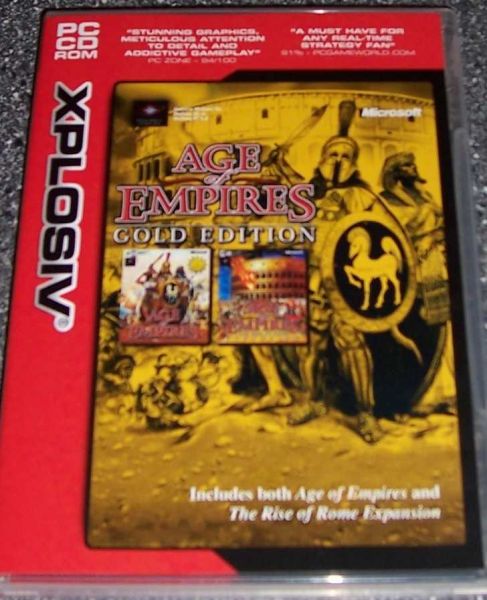 PC
CD
ROM
"STUNNING GRAPHICS,
METICULOUS ATTENTION
TO DETAIL AND
ADDICTIVE GAMEPLAY"
PC ZONE - 94/100
"A MUST HAVE FOR
ANY REAL-TIME
STRATEGY FAN"
91% - PCGAMEWORLD.COM
XPLOSIV®
Microsoft
AGE
of
EMPIRES
GOLD EDITION
AGE
EMPIRES
Includes both Age of Empires and
The Rise of Rome Expansion